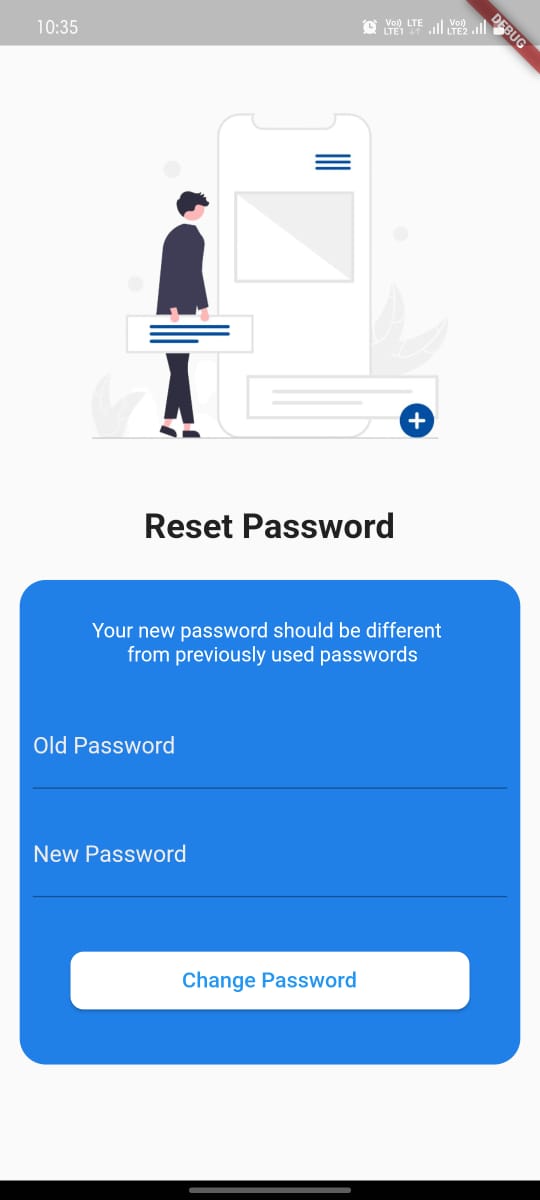 10:35
Vo) LTE
LTE1
Vo)
LTE2
DEBUG
Reset Password
Your new password should be different
from previously used passwords
Old Password
New Password
Change Password